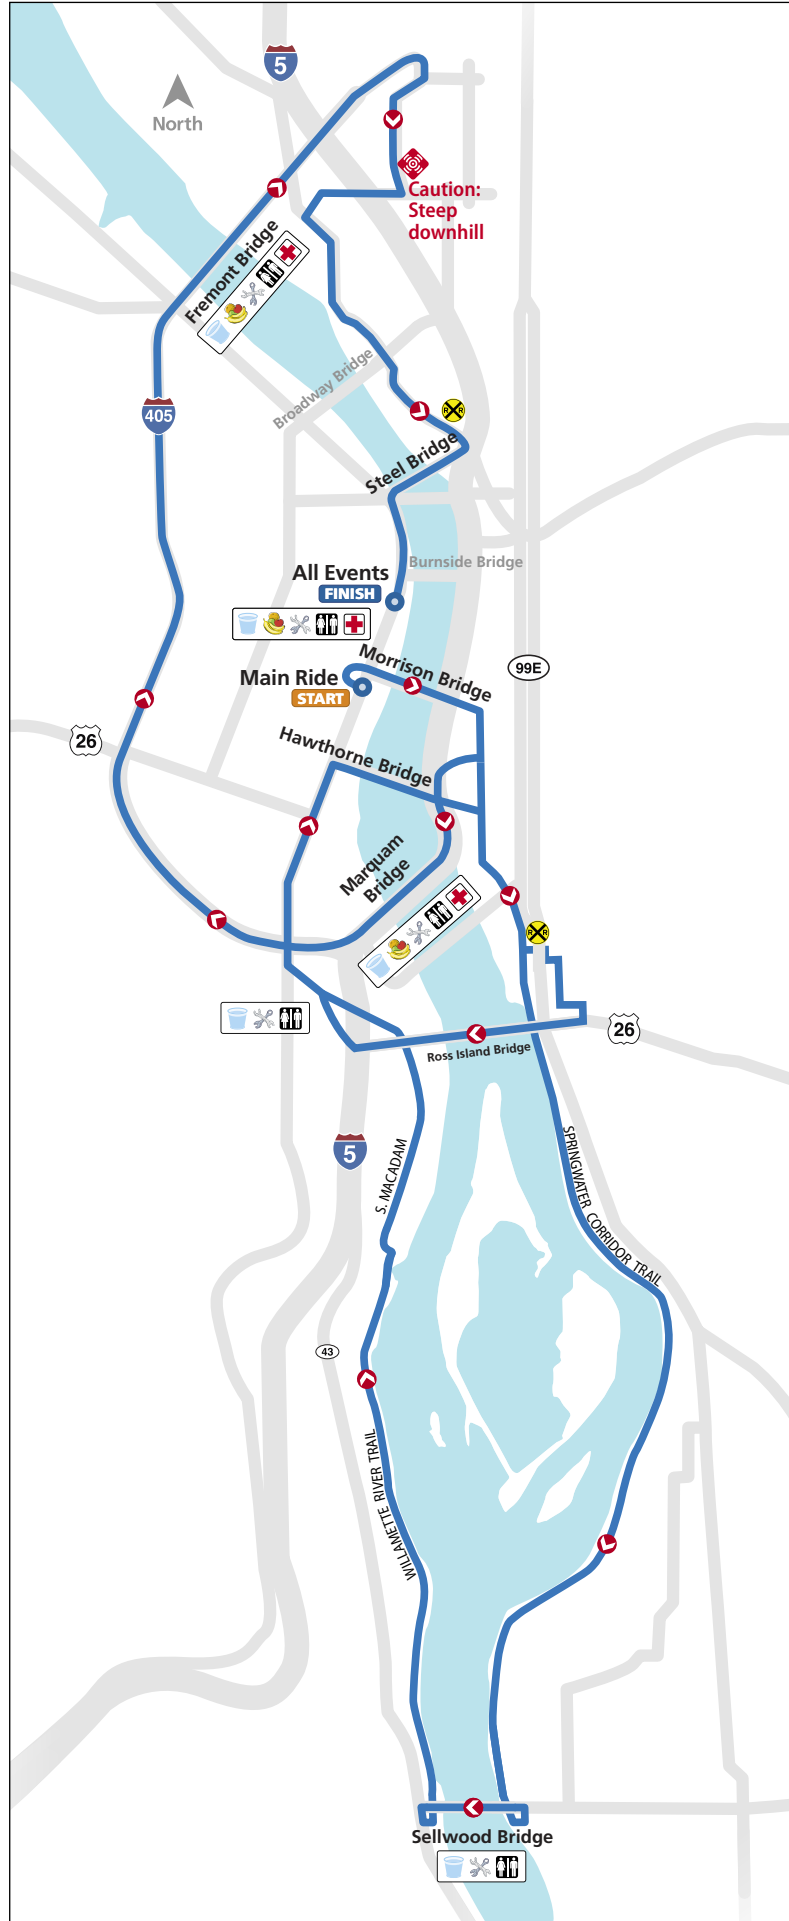 5
North
Caution:
Steep
downhill
Fremont Bridge
Broadway Bridge
405
R R
Steel Bridge
Burnside Bridge
All Events
FINISH
Morrison Bridge
99E
Main Ride
START
26
Hawthorne Bridge
Marquam
Bridge
R R
26
Ross Island Bridge
5
S. MACADAM
SPRINGWATER CORRIDOR TRAIL
43
WILLAMETTE RIVER TRAIL
Sellwood Bridge